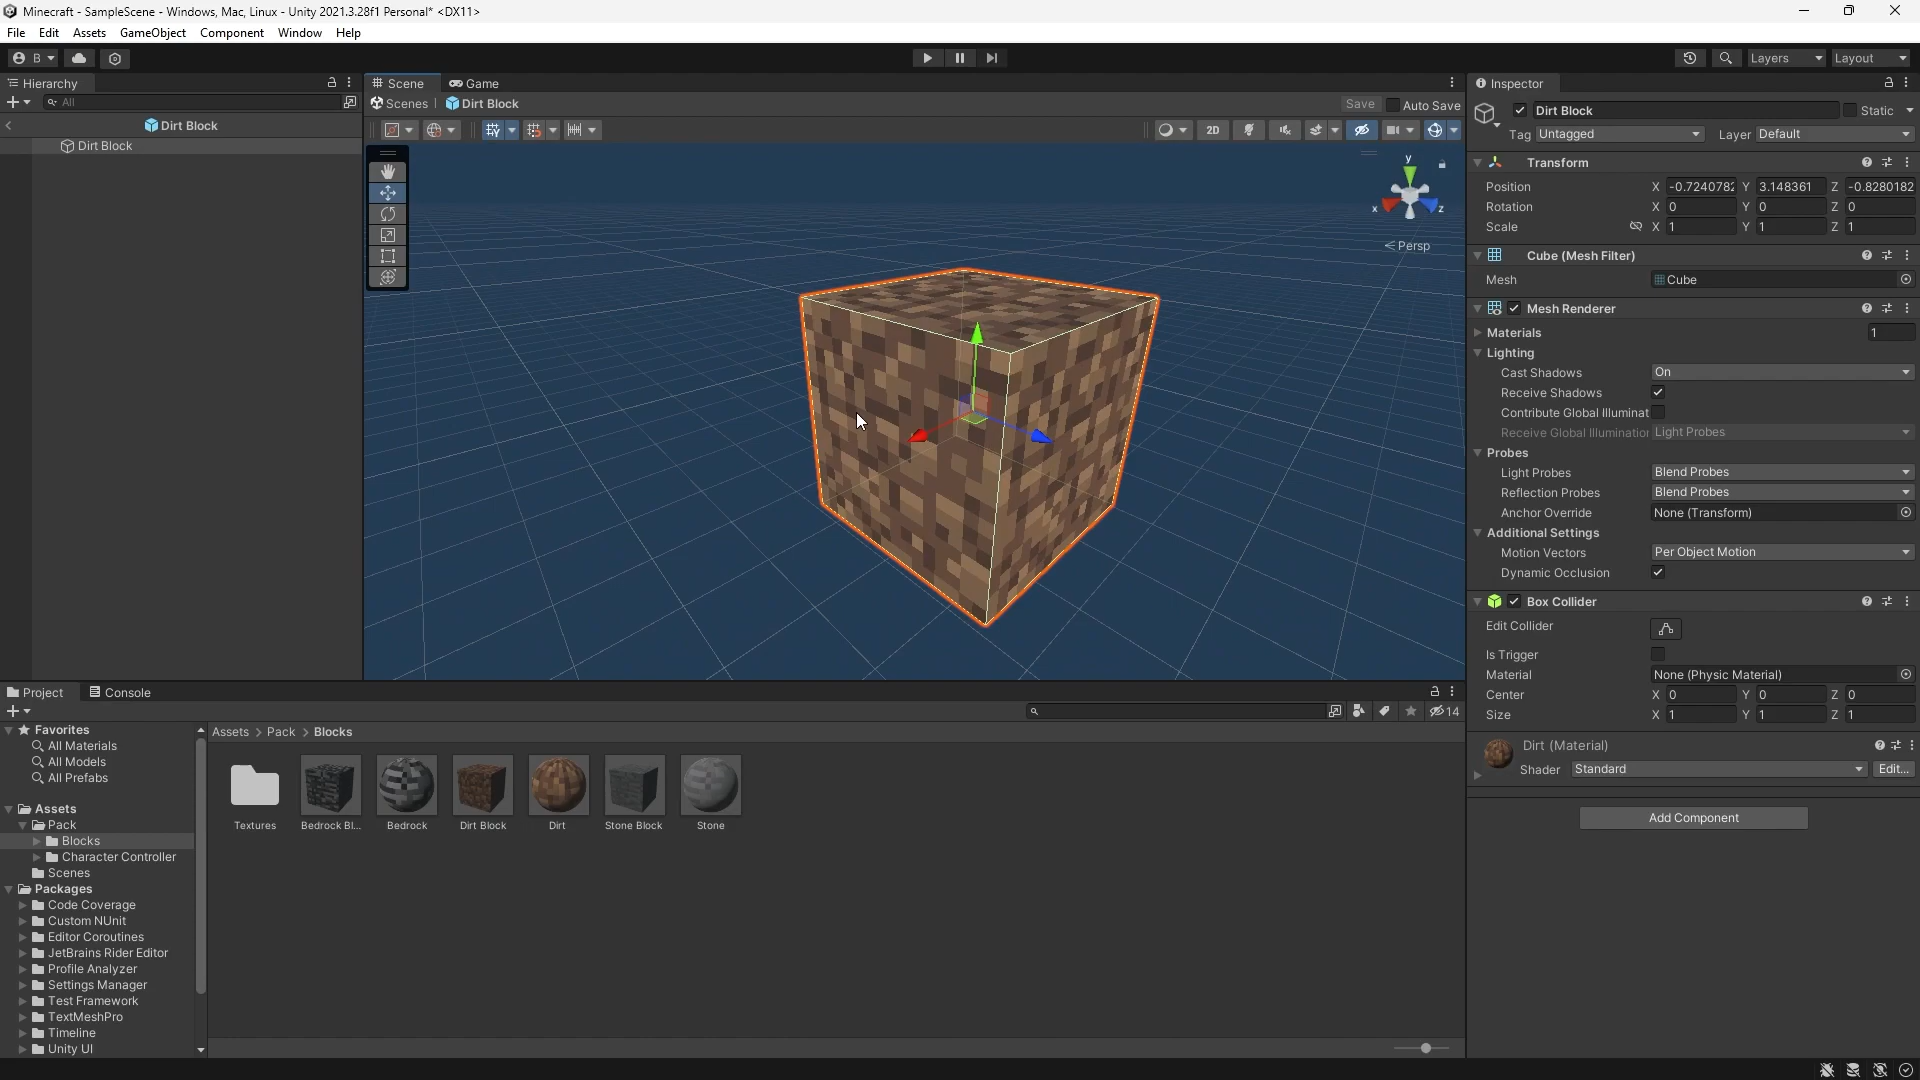 Minecraft - SampleScene - Windows, Mac, Linux - Unity 2021.3.28f1 Personal* <DX11>
File Edit Assets GameObject Component Window Help
B
Layers
Layout
Hierarchy
All
Dirt Block
Dirt Block
Scene
Game
Scenes
Dirt Block
Save
Auto Save
2D
y
x
z
Persp
Project
Console
14
Favorites
All Materials
All Models
All Prefabs
Assets
Pack
Blocks
Character Controller
Scenes
Packages
Code Coverage
Custom NUnit
Editor Coroutines
JetBrains Rider Editor
Profile Analyzer
Settings Manager
Test Framework
TextMeshPro
Timeline
Unity UI
Assets > Pack > Blocks
Textures
Bedrock Bl...
Bedrock
Dirt Block
Dirt
Stone Block
Stone
Inspector
Dirt Block
Static
Tag Untagged
Layer Default
Transform
Position X -0.7240782 Y 3.148361 Z -0.8280182
Rotation X 0 Y 0 Z 0
Scale X 1 Y 1 Z 1
Cube (Mesh Filter)
Mesh Cube
Mesh Renderer
Materials 1
Lighting
Cast Shadows On
Receive Shadows
Contribute Global Illuminat
Receive Global Illumination Light Probes
Probes
Light Probes Blend Probes
Reflection Probes Blend Probes
Anchor Override None (Transform)
Additional Settings
Motion Vectors Per Object Motion
Dynamic Occlusion
Box Collider
Edit Collider
Is Trigger
Material None (Physic Material)
Center X 0 Y 0 Z 0
Size X 1 Y 1 Z 1
Dirt (Material)
Shader Standard Edit...
Add Component